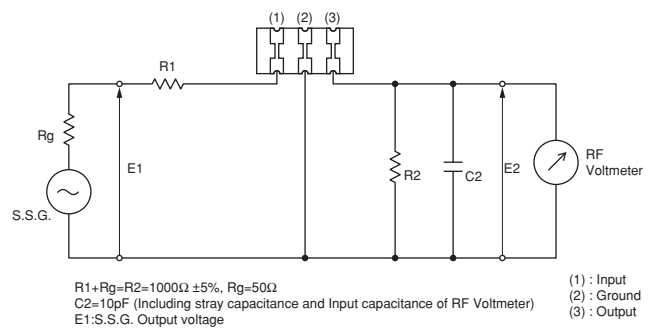 (1) (2) (3)
R1
Rg
E1
R2
C2
E2
RF
Voltmeter
S.S.G.
R1+Rg=R2=1000Ω ±5%, Rg=50Ω
C2=10pF (Including stray capacitance and Input capacitance of RF Voltmeter)
E1:S.S.G. Output voltage
(1) : Input
(2) : Ground
(3) : Output